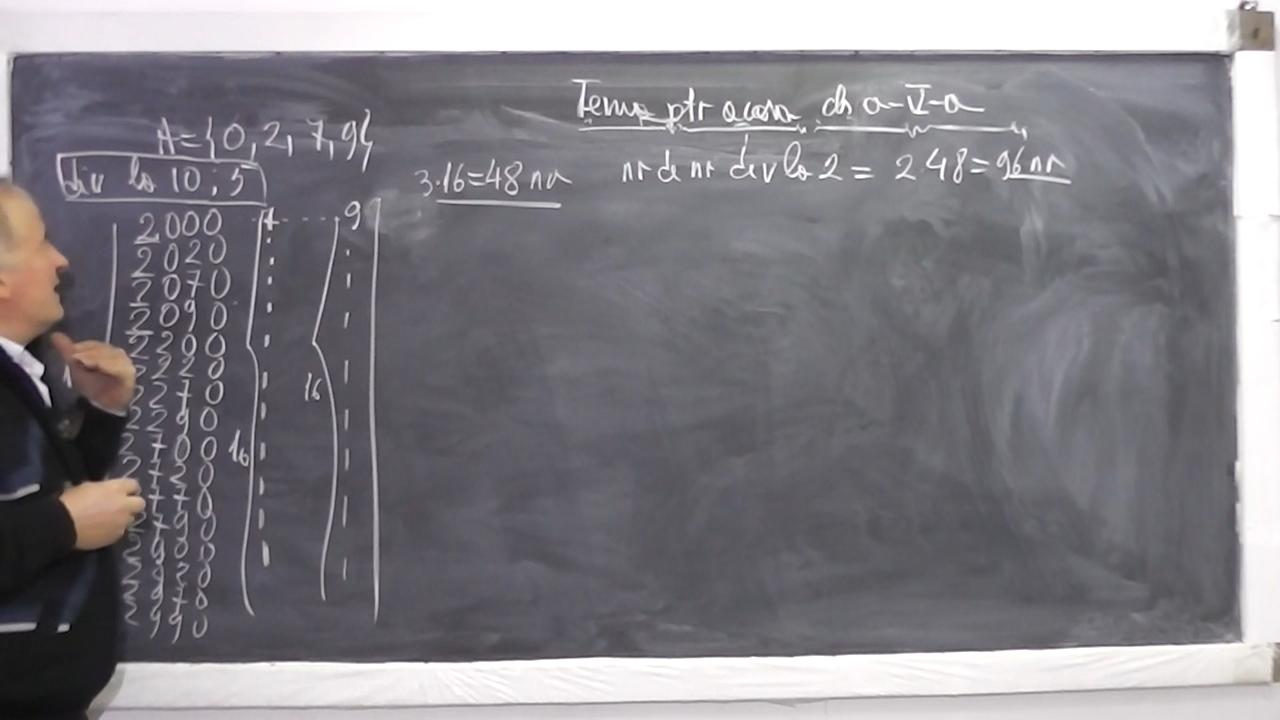 Tema ptr acasa cls a-V-a
A={0,2,7,9}
div la 10; 5
3·16=48 nr
nr de nr div la 2 = 2·48=96 nr
2000 7 9
2020
2070
2090
2200
2220
2270
2290
2700
2720
2770
2790
2900
2920
2970
2990
16
16